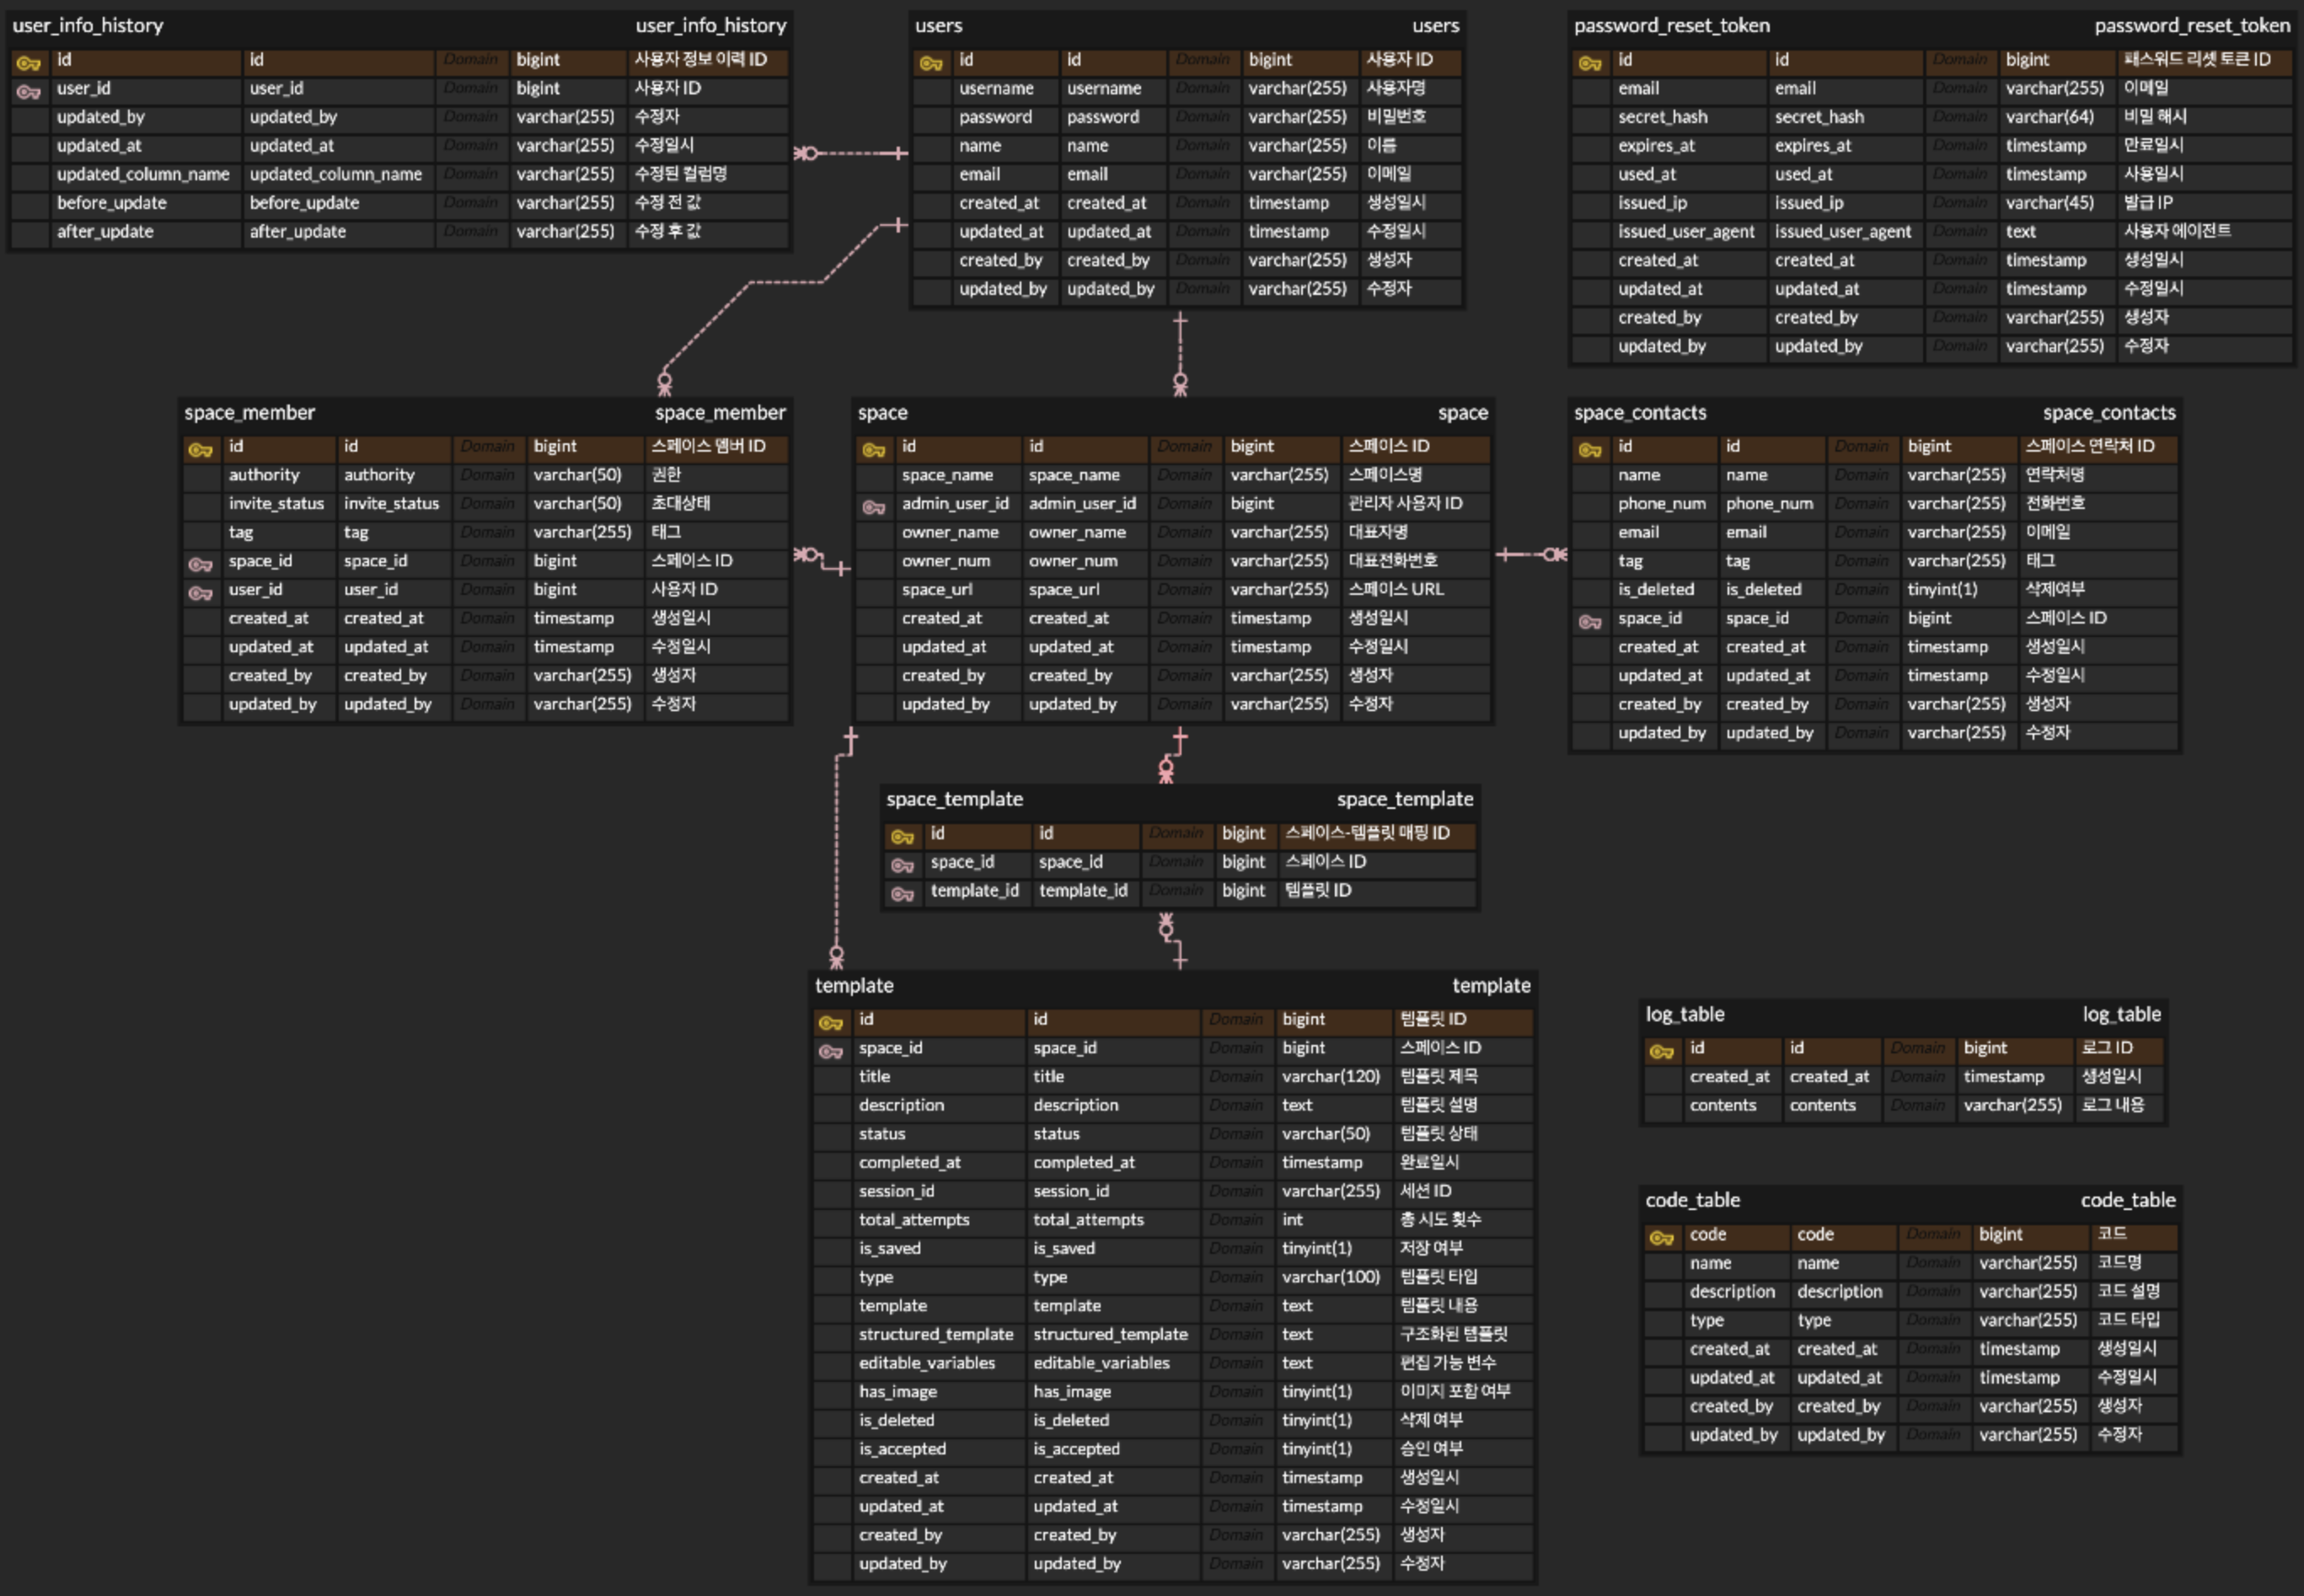 user_info_history user_info_history
id id Domain bigint 사용자 정보 이력 ID
user_id user_id Domain bigint 사용자 ID
updated_by updated_by Domain varchar(255) 수정자
updated_at updated_at Domain varchar(255) 수정일시
updated_column_name updated_column_name Domain varchar(255) 수정된 컬럼명
before_update before_update Domain varchar(255) 수정 전 값
after_update after_update Domain varchar(255) 수정 후 값
users users
id id Domain bigint 사용자 ID
username username Domain varchar(255) 사용자명
password password Domain varchar(255) 비밀번호
name name Domain varchar(255) 이름
email email Domain varchar(255) 이메일
created_at created_at Domain timestamp 생성일시
updated_at updated_at Domain timestamp 수정일시
created_by created_by Domain varchar(255) 생성자
updated_by updated_by Domain varchar(255) 수정자
password_reset_token password_reset_token
id id Domain bigint 패스워드 리셋 토큰 ID
email email Domain varchar(255) 이메일
secret_hash secret_hash Domain varchar(64) 비밀 해시
expires_at expires_at Domain timestamp 만료일시
used_at used_at Domain timestamp 사용일시
issued_ip issued_ip Domain varchar(45) 발급 IP
issued_user_agent issued_user_agent Domain text 사용자 에이전트
created_at created_at Domain timestamp 생성일시
updated_at updated_at Domain timestamp 수정일시
created_by created_by Domain varchar(255) 생성자
updated_by updated_by Domain varchar(255) 수정자
space_member space_member
id id Domain bigint 스페이스 멤버 ID
authority authority Domain varchar(50) 권한
invite_status invite_status Domain varchar(50) 초대상태
tag tag Domain varchar(255) 태그
space_id space_id Domain bigint 스페이스 ID
user_id user_id Domain bigint 사용자 ID
created_at created_at Domain timestamp 생성일시
updated_at updated_at Domain timestamp 수정일시
created_by created_by Domain varchar(255) 생성자
updated_by updated_by Domain varchar(255) 수정자
space space
id id Domain bigint 스페이스 ID
space_name space_name Domain varchar(255) 스페이스명
admin_user_id admin_user_id Domain bigint 관리자 사용자 ID
owner_name owner_name Domain varchar(255) 대표자명
owner_num owner_num Domain varchar(255) 대표전화번호
space_url space_url Domain varchar(255) 스페이스 URL
created_at created_at Domain timestamp 생성일시
updated_at updated_at Domain timestamp 수정일시
created_by created_by Domain varchar(255) 생성자
updated_by updated_by Domain varchar(255) 수정자
space_contacts space_contacts
id id Domain bigint 스페이스 연락처 ID
name name Domain varchar(255) 연락처명
phone_num phone_num Domain varchar(255) 전화번호
email email Domain varchar(255) 이메일
tag tag Domain varchar(255) 태그
is_deleted is_deleted Domain tinyint(1) 삭제여부
space_id space_id Domain bigint 스페이스 ID
created_at created_at Domain timestamp 생성일시
updated_at updated_at Domain timestamp 수정일시
created_by created_by Domain varchar(255) 생성자
updated_by updated_by Domain varchar(255) 수정자
space_template space_template
id id Domain bigint 스페이스-템플릿 매핑 ID
space_id space_id Domain bigint 스페이스 ID
template_id template_id Domain bigint 템플릿 ID
template template
id id Domain bigint 템플릿 ID
space_id space_id Domain bigint 스페이스 ID
title title Domain varchar(120) 템플릿 제목
description description Domain text 템플릿 설명
status status Domain varchar(50) 템플릿 상태
completed_at completed_at Domain timestamp 완료일시
session_id session_id Domain varchar(255) 세션 ID
total_attempts total_attempts Domain int 총 시도 횟수
is_saved is_saved Domain tinyint(1) 저장 여부
type type Domain varchar(100) 템플릿 타입
template template Domain text 템플릿 내용
structured_template structured_template Domain text 구조화된 템플릿
editable_variables editable_variables Domain text 편집 가능 변수
has_image has_image Domain tinyint(1) 이미지 포함 여부
is_deleted is_deleted Domain tinyint(1) 삭제 여부
is_accepted is_accepted Domain tinyint(1) 승인 여부
created_at created_at Domain timestamp 생성일시
updated_at updated_at Domain timestamp 수정일시
created_by created_by Domain varchar(255) 생성자
updated_by updated_by Domain varchar(255) 수정자
log_table log_table
id id Domain bigint 로그 ID
created_at created_at Domain timestamp 생성일시
contents contents Domain varchar(255) 로그 내용
code_table code_table
code code Domain bigint 코드
name name Domain varchar(255) 코드명
description description Domain varchar(255) 코드 설명
type type Domain varchar(255) 코드 타입
created_at created_at Domain timestamp 생성일시
updated_at updated_at Domain timestamp 수정일시
created_by created_by Domain varchar(255) 생성자
updated_by updated_by Domain varchar(255) 수정자